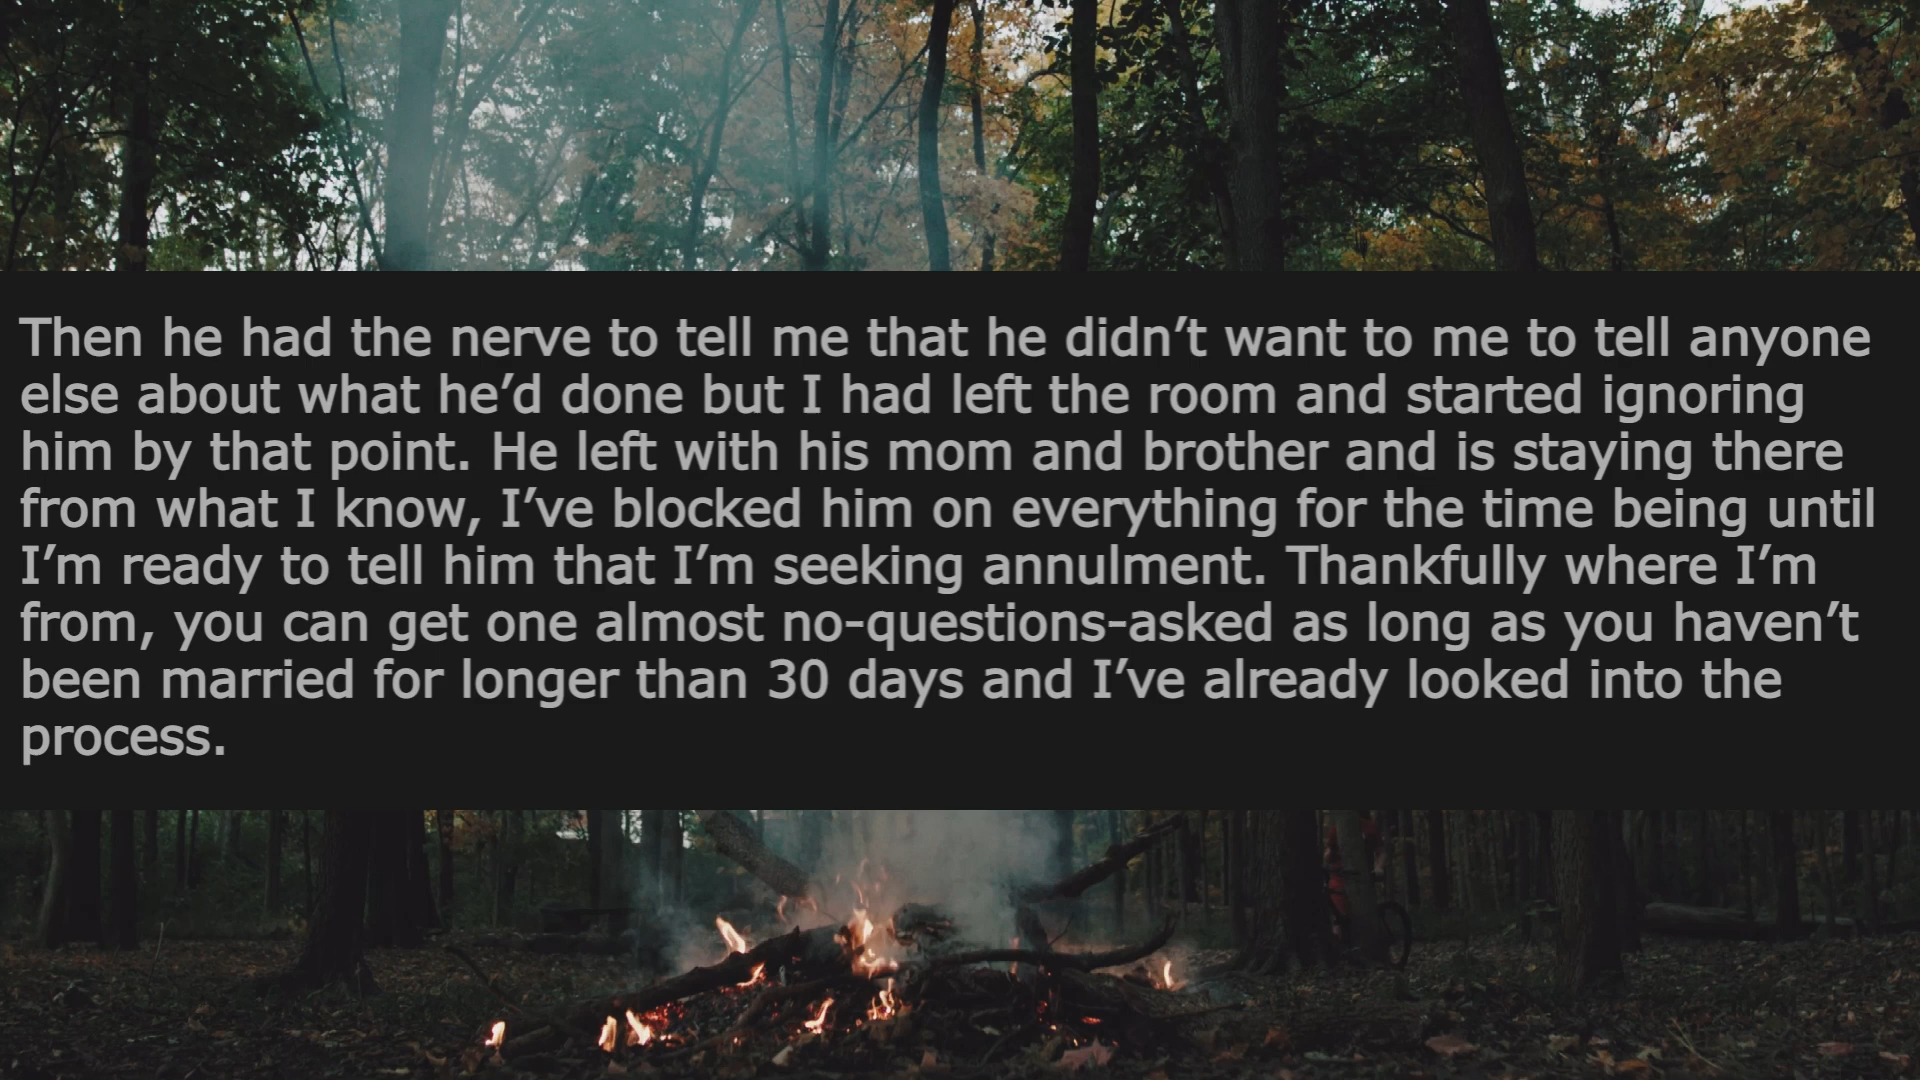 Then he had the nerve to tell me that he didn’t want to me to tell anyone
else about what he’d done but I had left the room and started ignoring
him by that point. He left with his mom and brother and is staying there
from what I know, I’ve blocked him on everything for the time being until
I’m ready to tell him that I’m seeking annulment. Thankfully where I’m
from, you can get one almost no-questions-asked as long as you haven’t
been married for longer than 30 days and I’ve already looked into the
process.